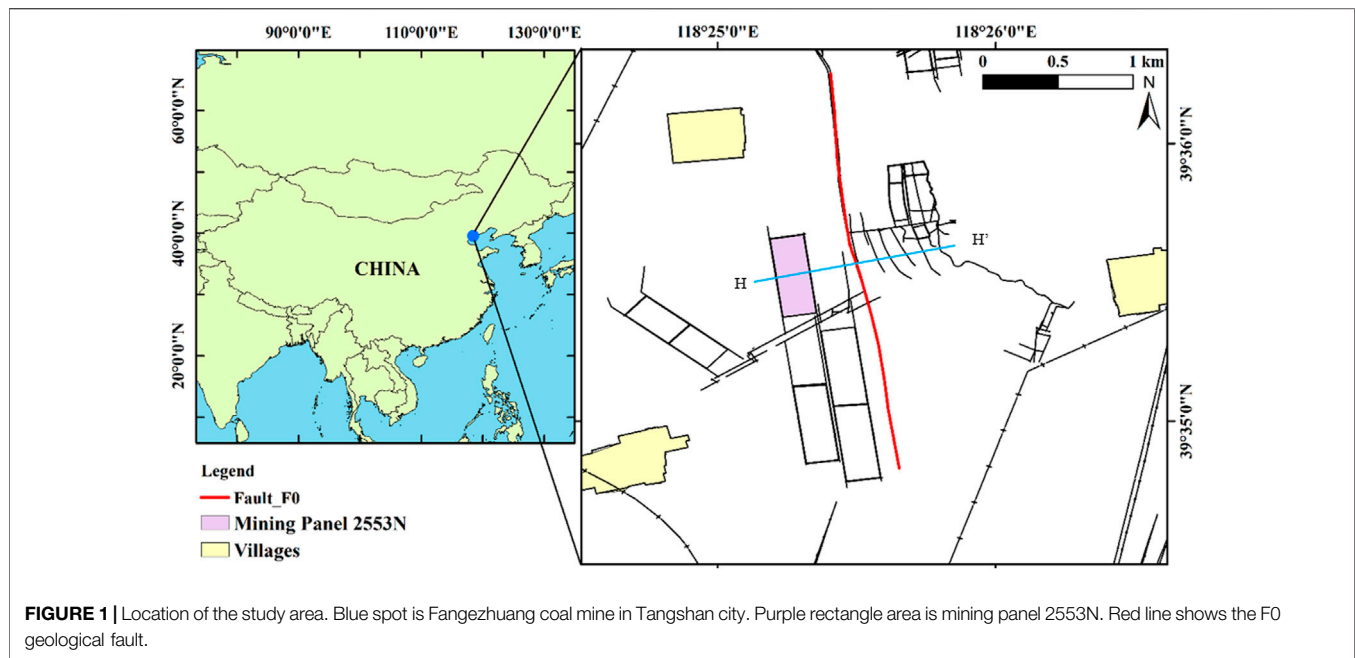 90°0'0"E 110°0'0"E 130°0'0"E
118°25'0"E 118°26'0"E
0 0.5 1 km
N
60°0'0"N
40°0'0"N
20°0'0"N
CHINA
39°36'0"N
39°35'0"N
H
H'
Legend
Fault_F0
Mining Panel 2553N
Villages
FIGURE 1 | Location of the study area. Blue spot is Fangezhuang coal mine in Tangshan city. Purple rectangle area is mining panel 2553N. Red line shows the F0
geological fault.